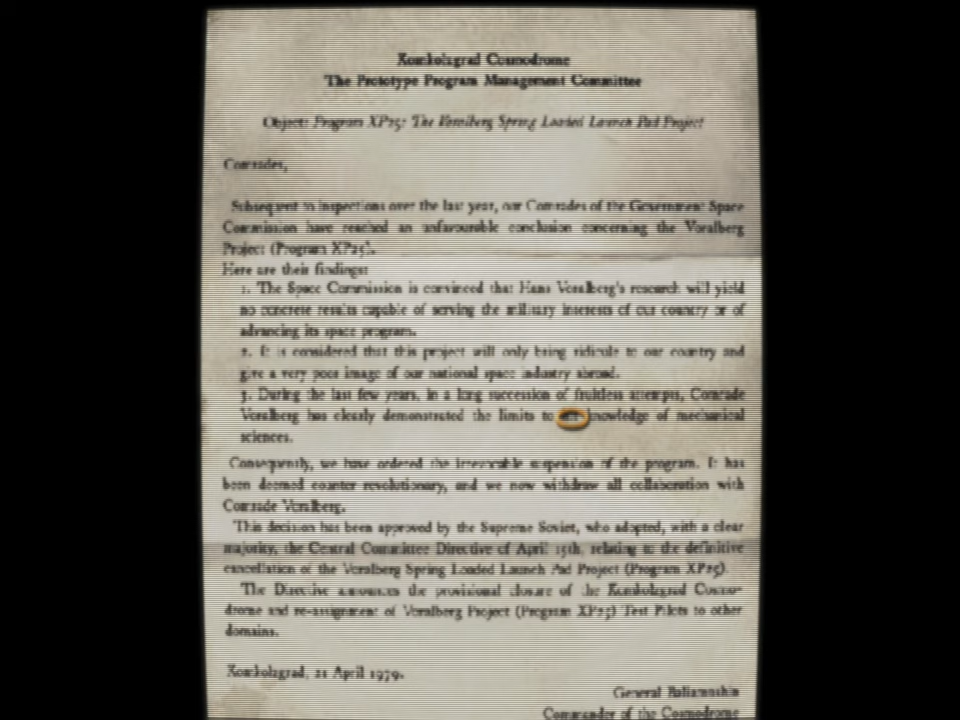 Komkolzgrad Cosmodrome
The Prototype Program Management Committee
Object: Program XP25: The Voralberg Spring Loaded Launch Pad Project
Comrades,
Subsequent to inspections over the last year, our Comrades of the Government Space
Commission have reached an unfavourable conclusion concerning the Voralberg
Project (Program XP25).
Here are their findings:
1. The Space Commission is convinced that Hans Voralberg's research will yield
no concrete results capable of serving the military interests of our country or of
advancing its space program.
2. It is considered that this project will only bring ridicule to our country and
give a very poor image of our national space industry abroad.
3. During the last few years, in a long succession of fruitless attempts, Comrade
Voralberg has clearly demonstrated the limits to knowledge of mechanical
sciences.
Consequently, we have ordered the irrevocable suspension of the program. It has
been deemed counter revolutionary, and we now withdraw all collaboration with
Comrade Voralberg.
This decision has been approved by the Supreme Soviet, who adopted, with a clear
majority, the Central Committee Directive of April 15th, relating to the definitive
cancellation of the Voralberg Spring Loaded Launch Pad Project (Program XP25).
The Directive announces the provisional closure of the Komkolzgrad Cosmo-
drome and re-assignment of Voralberg Project (Program XP25) Test Pilots to other
domains.
Komkolzgrad, 21 April 1979.
General Baliamoshin
Commander of the Cosmodrome